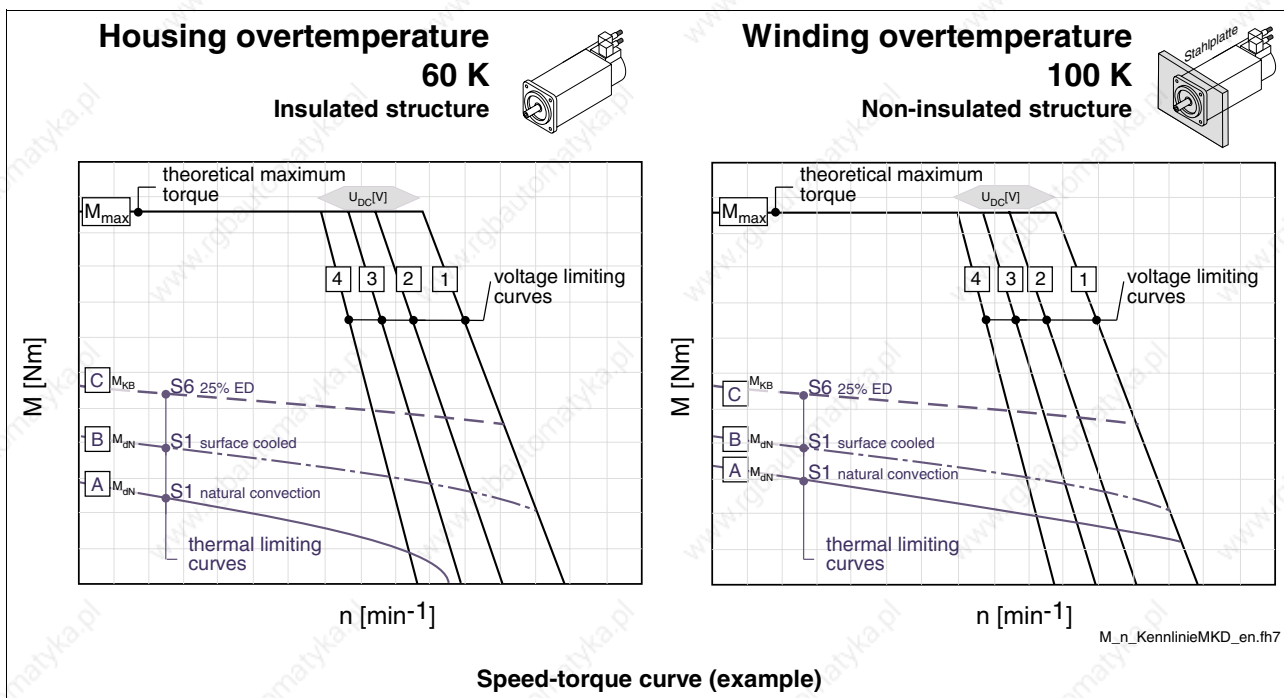 Housing overtemperature
60 K
Insulated structure
theoretical maximum
torque
M_max
U_DC[V]
4 3 2 1
voltage limiting
curves
M [Nm]
C M_KB S6 25% ED
B M_dN S1 surface cooled
A M_dN S1 natural convection
thermal limiting
curves
n [min-1]
Winding overtemperature
100 K
Non-insulated structure
Stahlplatte
theoretical maximum
torque
M_max
U_DC[V]
4 3 2 1
voltage limiting
curves
M [Nm]
C M_KB S6 25% ED
B M_dN S1 surface cooled
A M_dN S1 natural convection
thermal limiting
curves
n [min-1]
M_n_KennlinieMKD_en.fh7
Speed-torque curve (example)
www.rgbautomatyka.pl